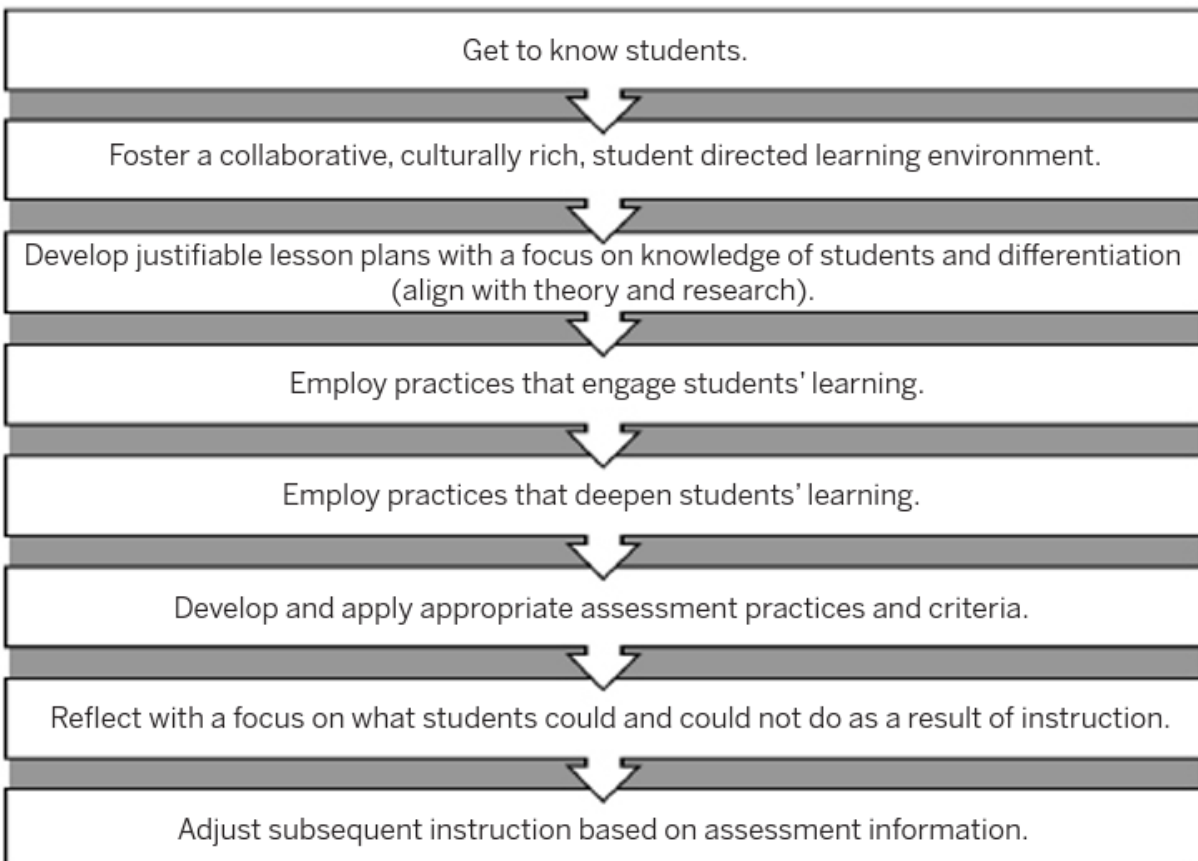 Get to know students.
Foster a collaborative, culturally rich, student directed learning environment.
Develop justifiable lesson plans with a focus on knowledge of students and differentiation
(align with theory and research).
Employ practices that engage students’ learning.
Employ practices that deepen students’ learning.
Develop and apply appropriate assessment practices and criteria.
Reflect with a focus on what students could and could not do as a result of instruction.
Adjust subsequent instruction based on assessment information.